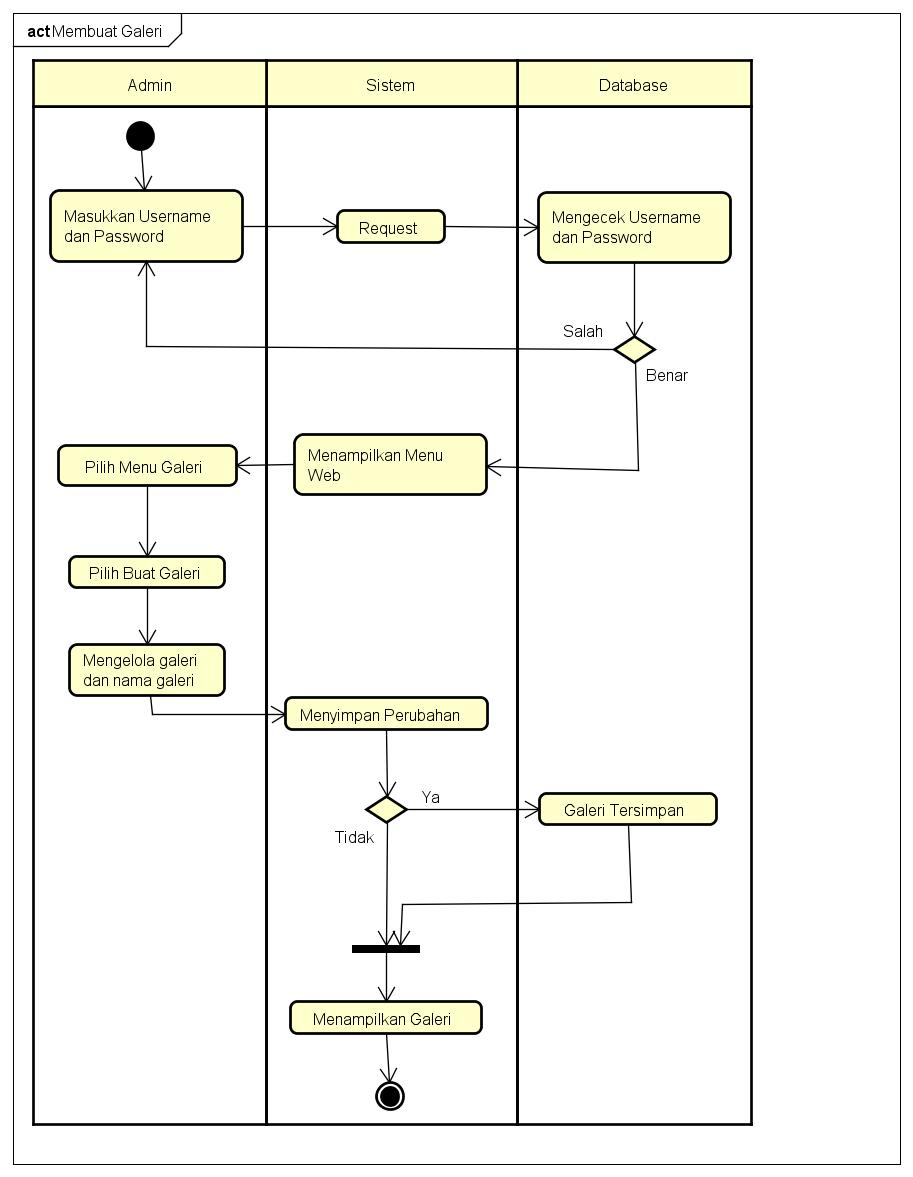 act Membuat Galeri
Admin
Sistem
Database
Masukkan Username
dan Password
Request
Mengecek Username
dan Password
Salah
Benar
Pilih Menu Galeri
Menampilkan Menu
Web
Pilih Buat Galeri
Mengelola galeri
dan nama galeri
Menyimpan Perubahan
Ya
Galeri Tersimpan
Tidak
Menampilkan Galeri